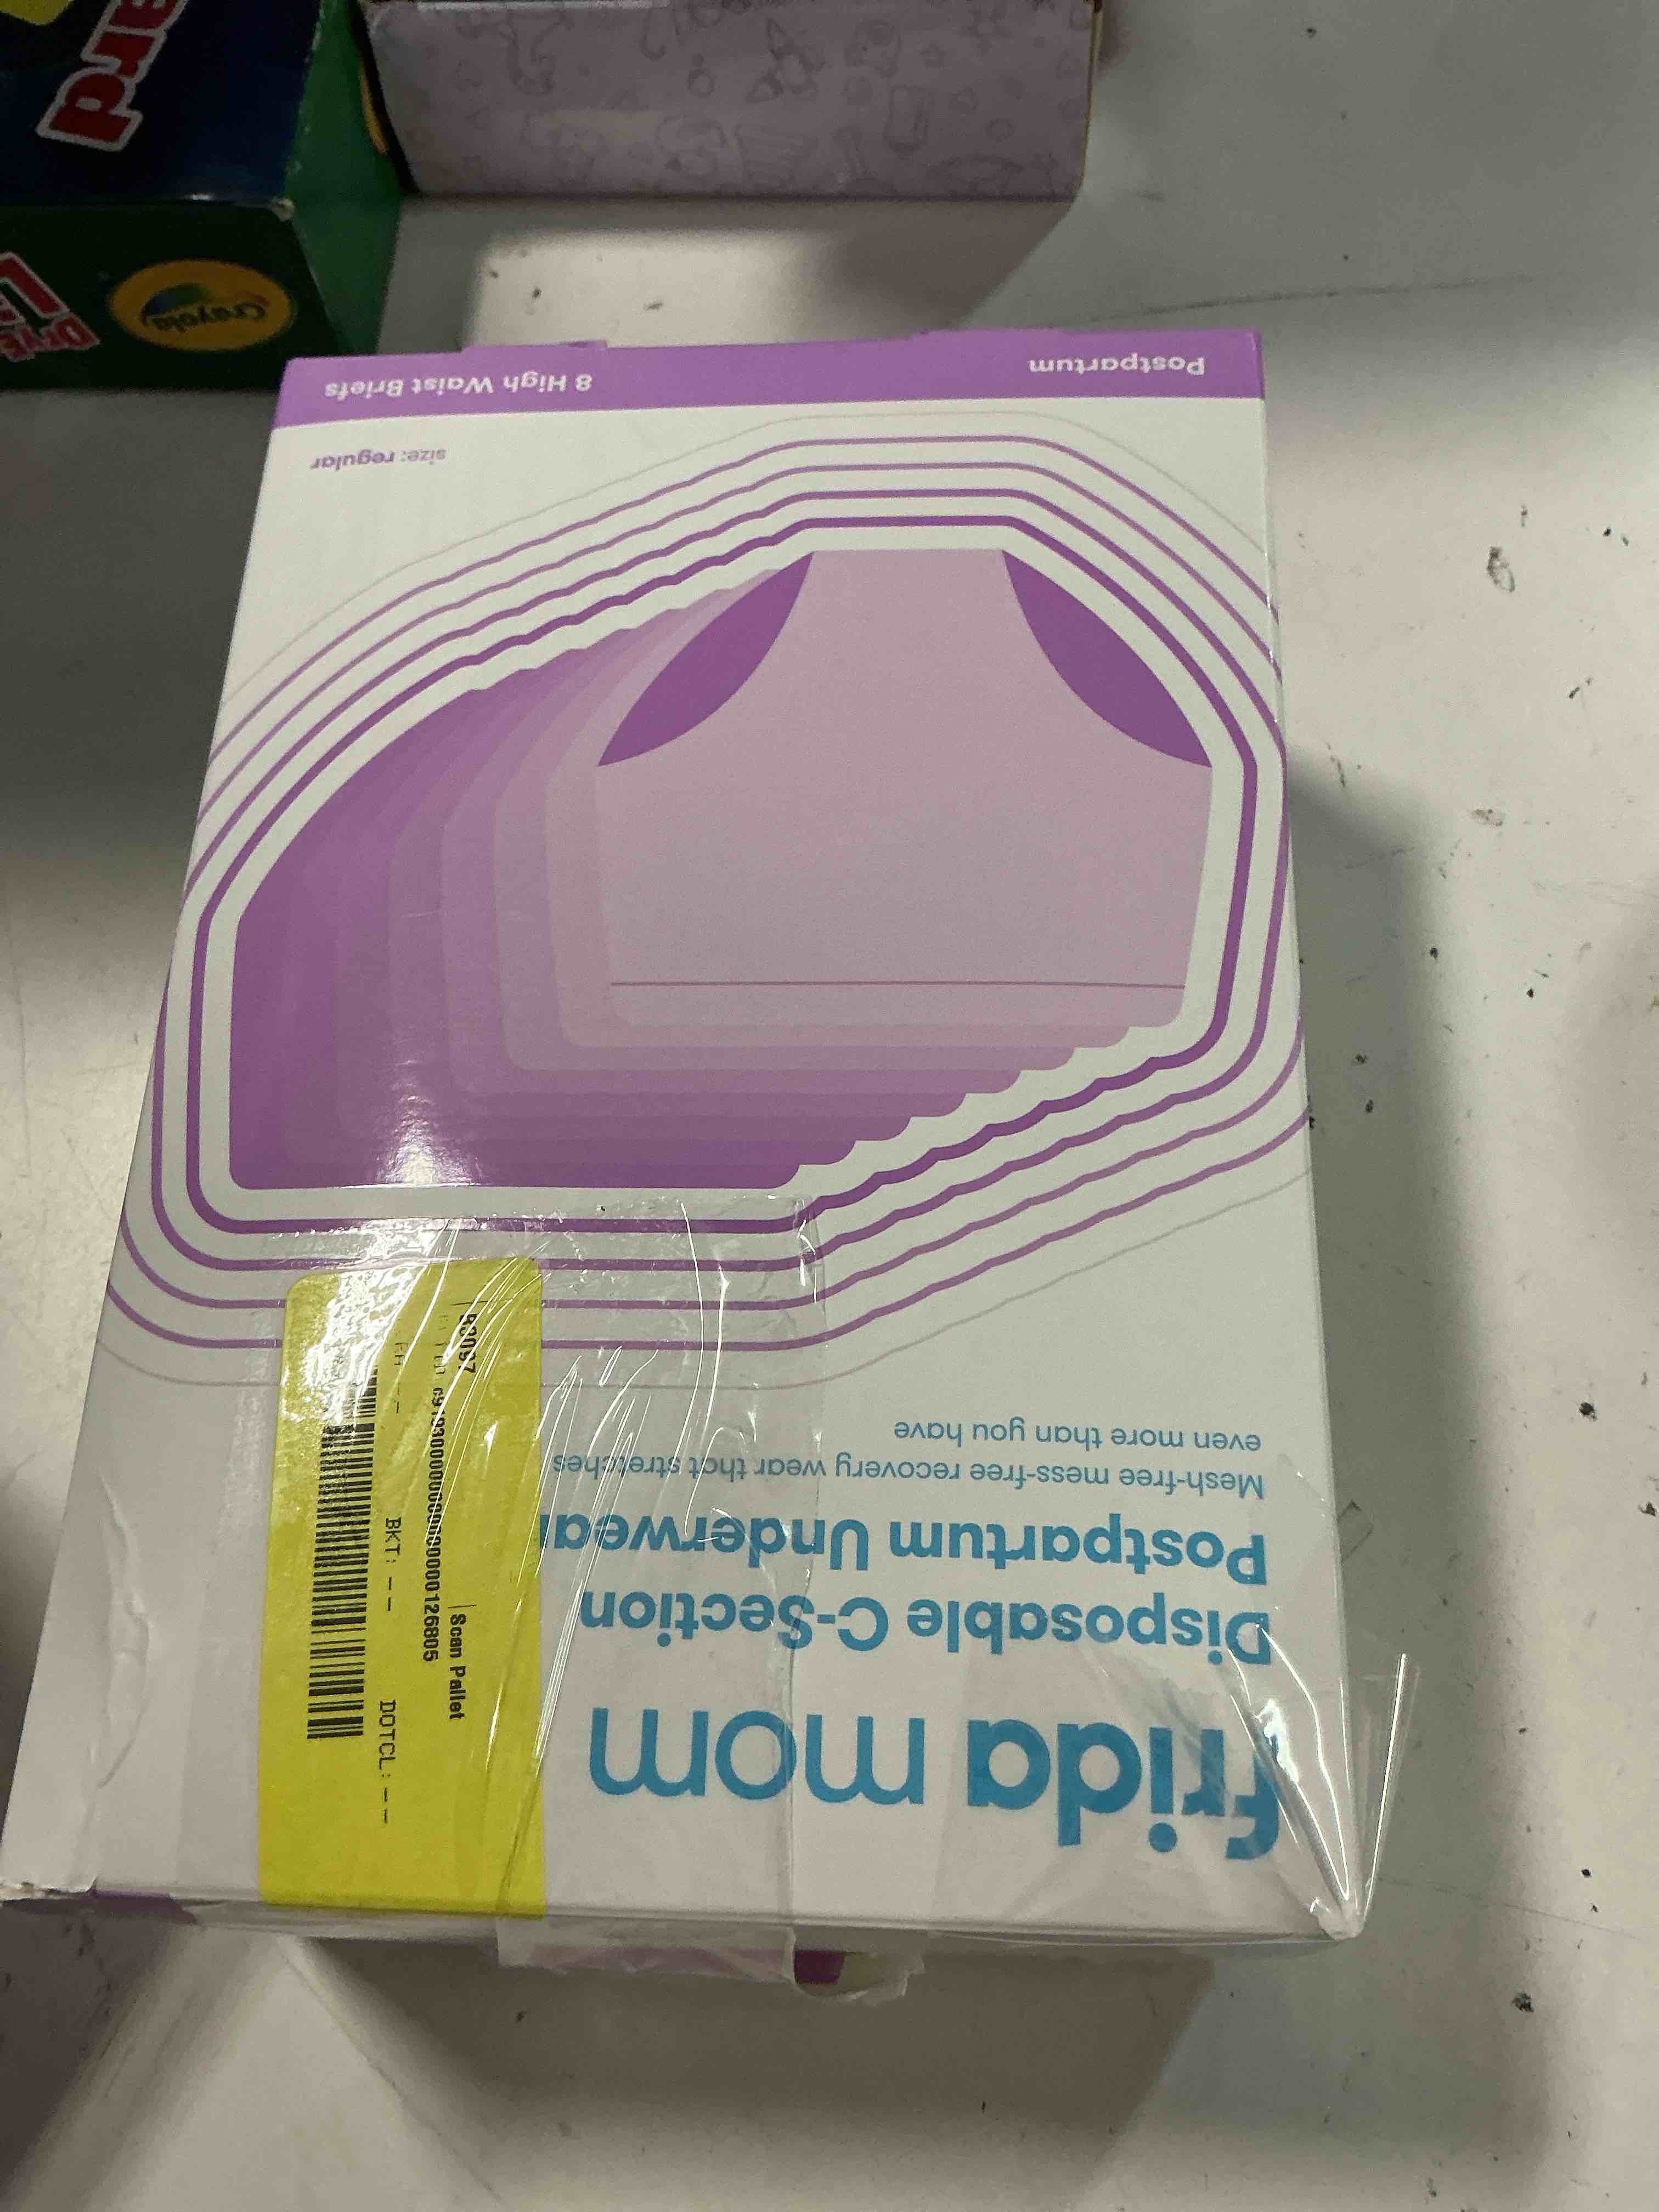 frida mom
Disposable C-Section
Postpartum Underwear
Mesh-free mess-free recovery wear that stretches
even more than you have
size: regular
Postpartum
8 High Waist Briefs
Scan Pallet
BKT: -- DOTCL: --
Crayola